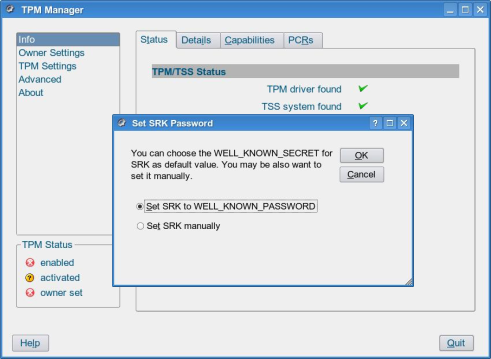 TPM Manager
Info
Owner Settings
TPM Settings
Advanced
About
Status Details Capabilities PCRs
TPM/TSS Status
TPM driver found
TSS system found
Set SRK Password
You can choose the WELL_KNOWN_SECRET for
SRK as default value. You may be also want to
set it manually.
OK
Cancel
Set SRK to WELL_KNOWN_PASSWORD
Set SRK manually
TPM Status
enabled
activated
owner set
Help
Quit